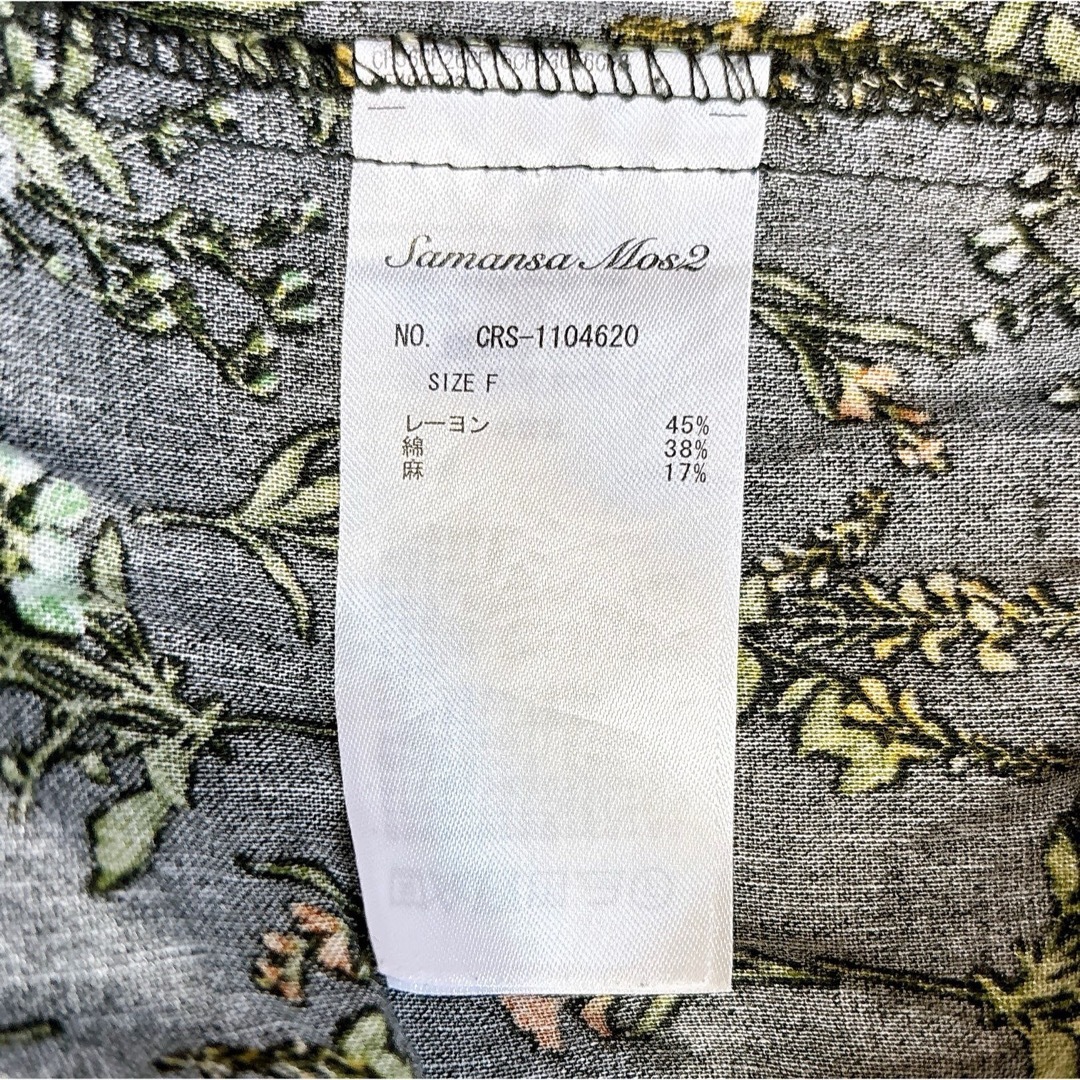 Samansa Mos2
NO. CRS-1104620
SIZE F
レーヨン 45%
綿 38%
麻 17%